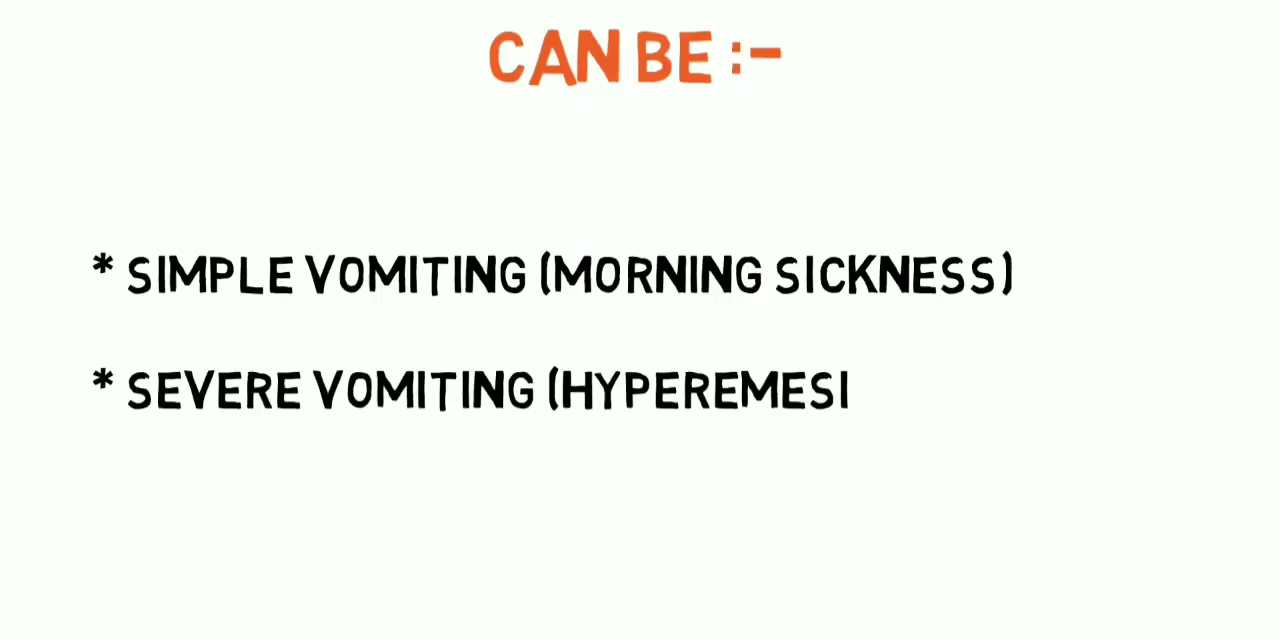 CAN BE :-
* SIMPLE VOMITING (MORNING SICKNESS)
* SEVERE VOMITING (HYPEREMESI